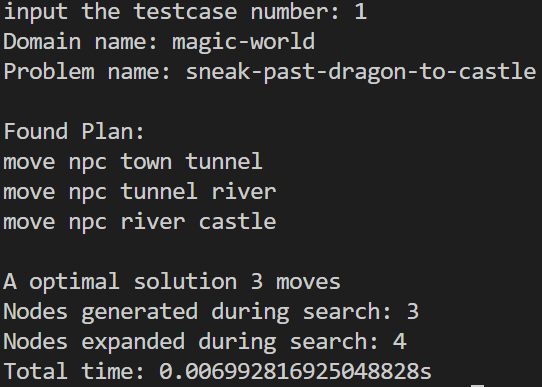 input the testcase number: 1
Domain name: magic-world
Problem name: sneak-past-dragon-to-castle
Found Plan:
move npc town tunnel
move npc tunnel river
move npc river castle
A optimal solution 3 moves
Nodes generated during search: 3
Nodes expanded during search: 4
Total time: 0.006992816925048828s